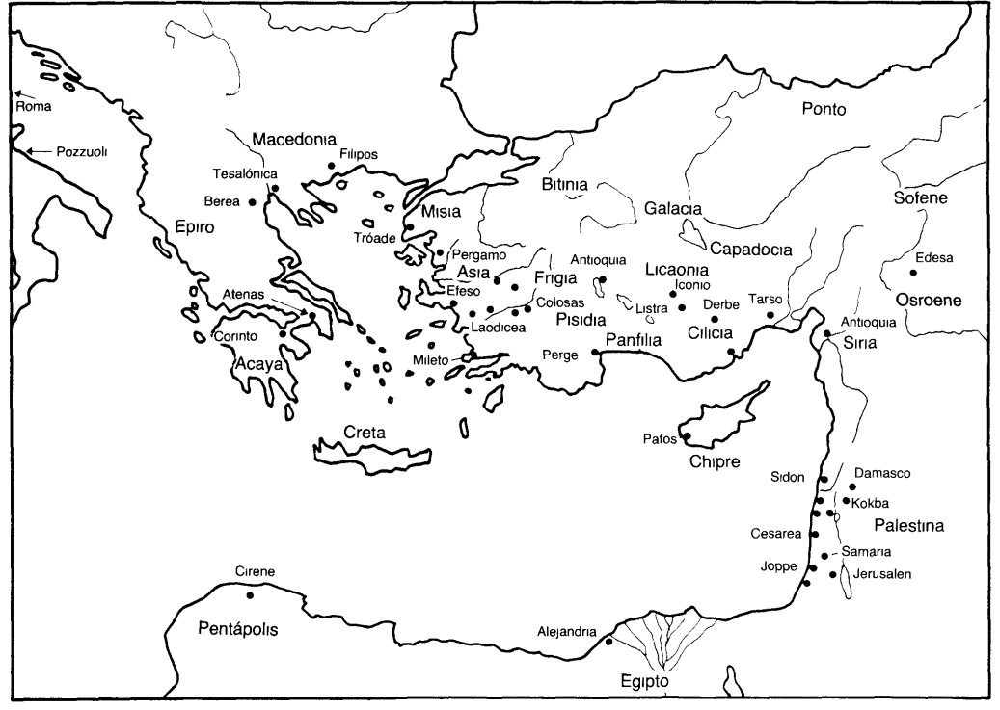 Roma
Pozzuoli
Ponto
Macedonia
Filipos
Tesalónica
Berea
Epiro
Bitinia
Misia
Tróade
Galacia
Sofene
Capadocia
Pergamo
Asia
Frigia
Antioquia
Licaonia
Iconio
Edesa
Osroene
Atenas
Efeso
Colosas
Laodicea
Pisidia
Listra
Derbe
Tarso
Cilicia
Antioquia
Siria
Corinto
Acaya
Mileto
Perge
Panfilia
Creta
Pafos
Chipre
Sidon
Damasco
Kokba
Palestina
Cesarea
Samaria
Joppe
Jerusalen
Cirene
Pentápolis
Alejandria
Egipto